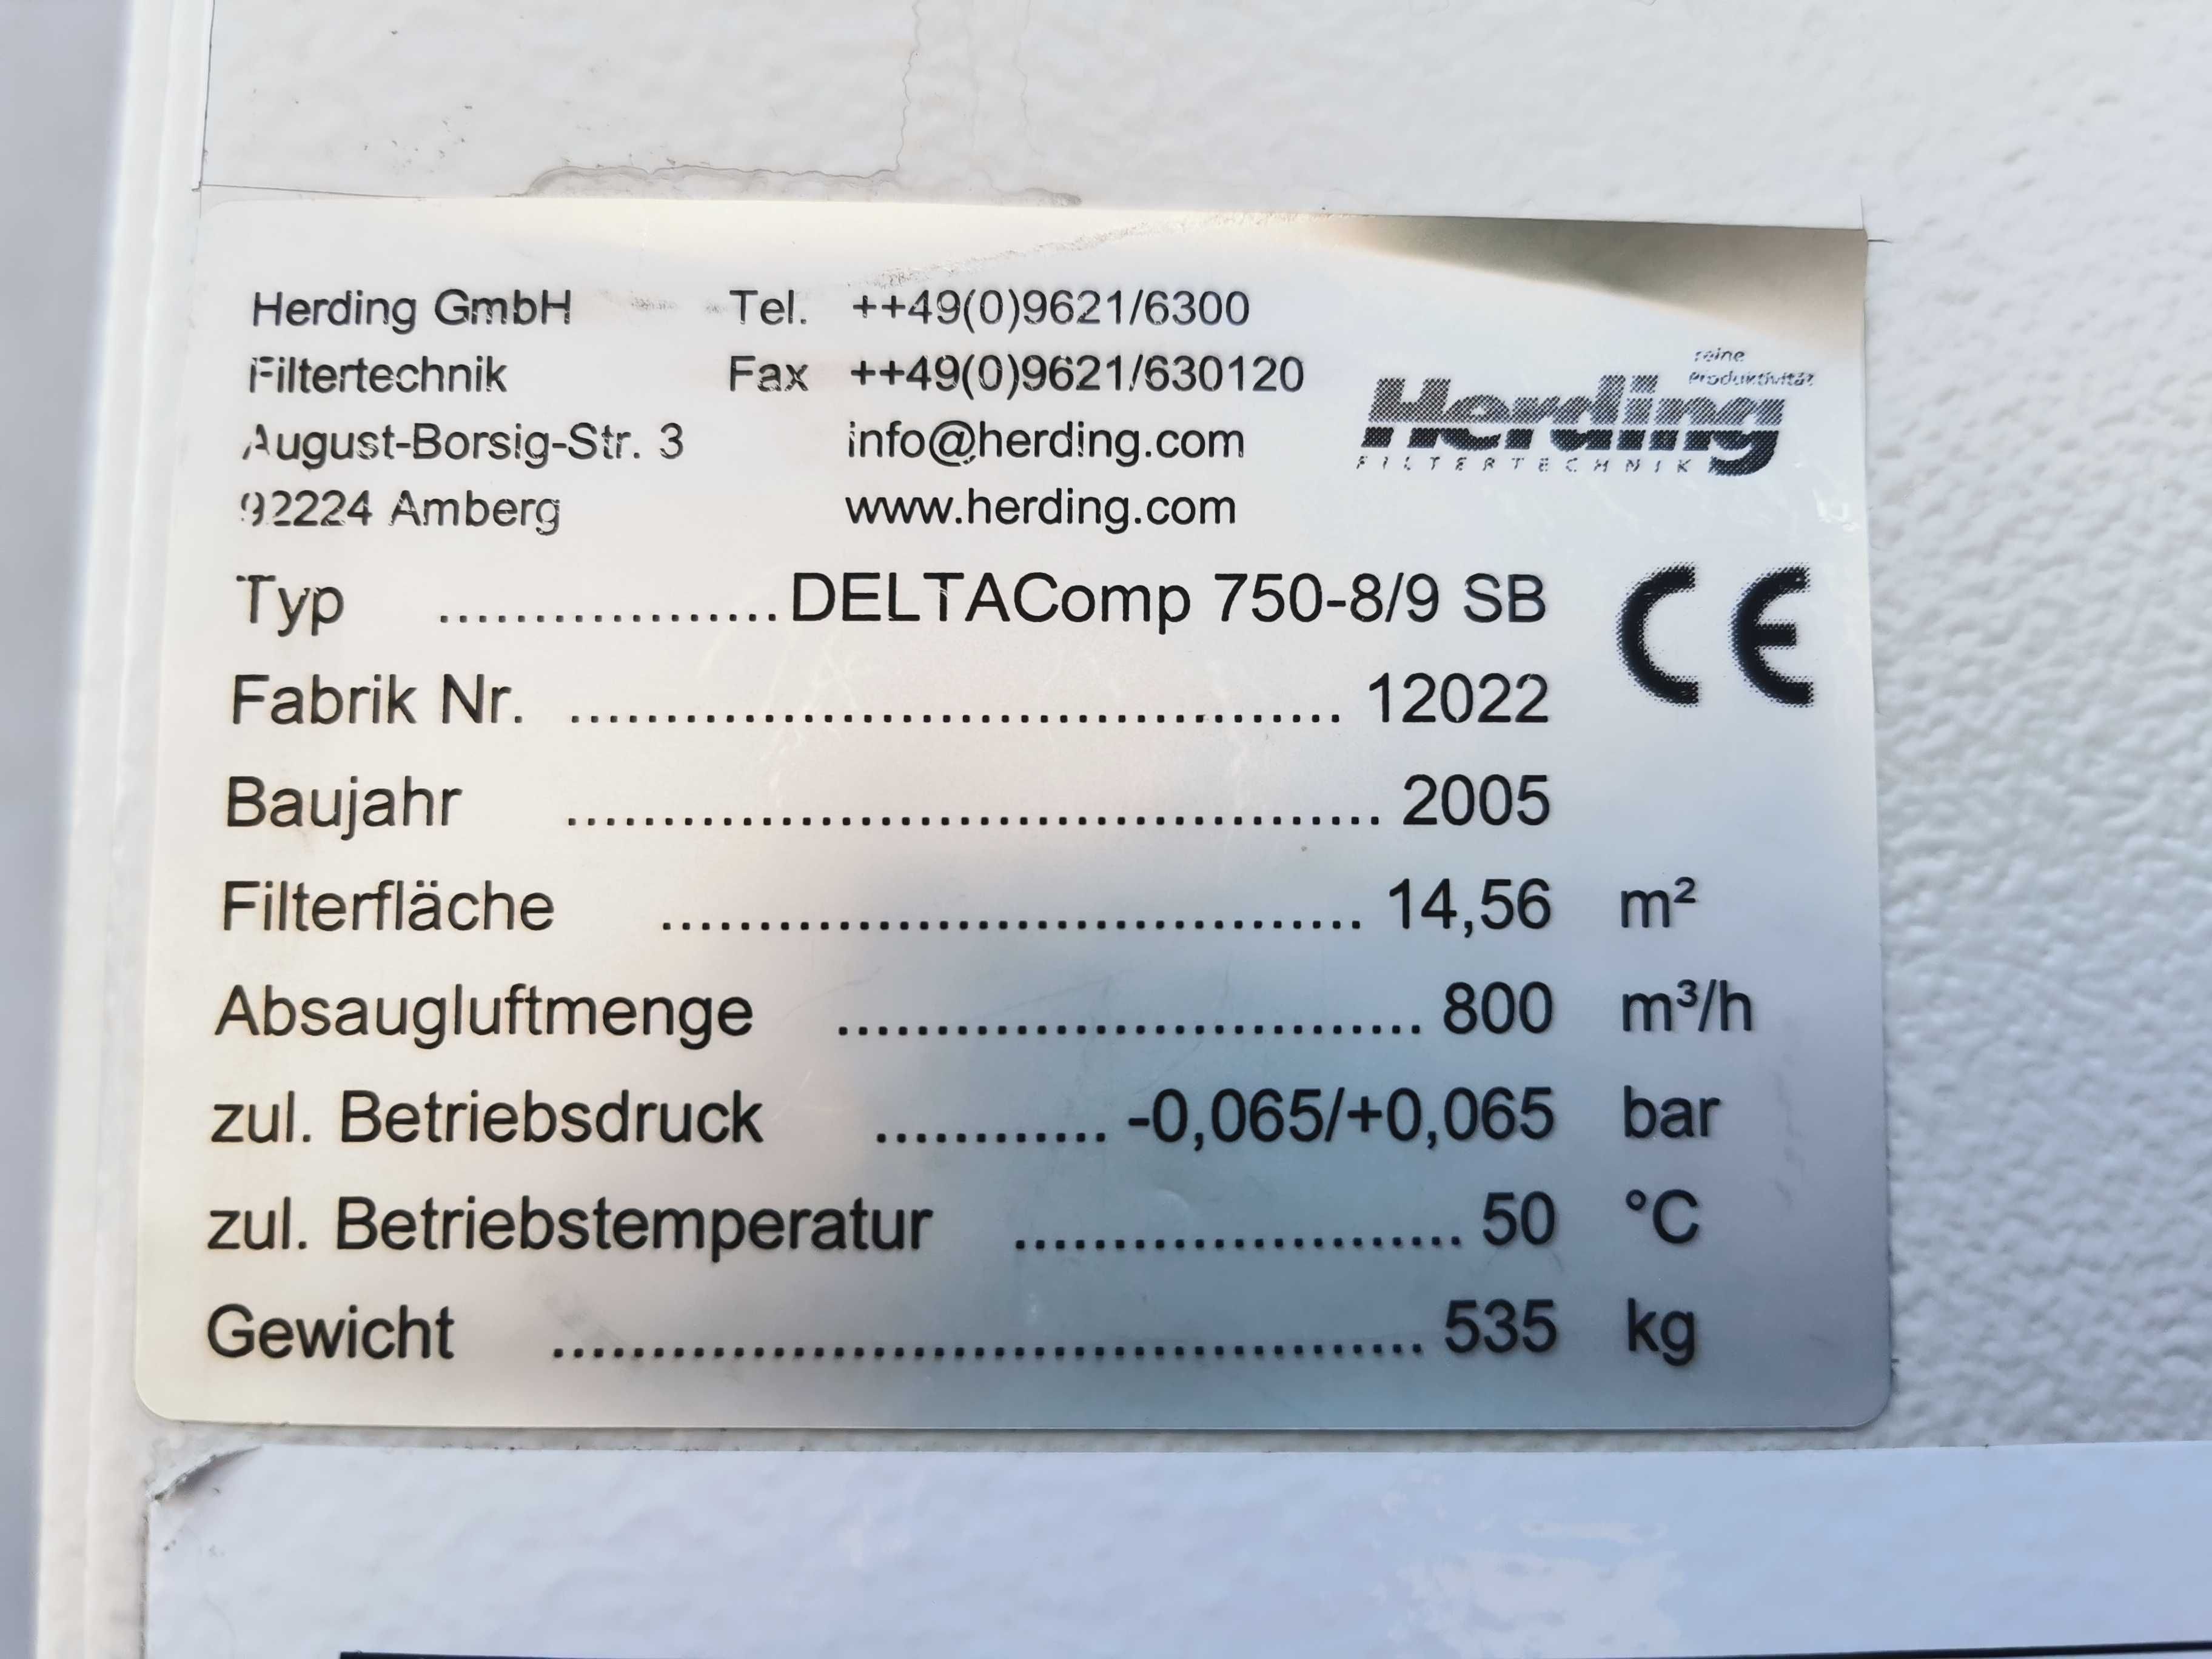 Herding GmbH Tel. ++49(0)9621/6300
Filtertechnik Fax ++49(0)9621/630120
August-Borsig-Str. 3 info@herding.com
92224 Amberg www.herding.com
reine
Produktivität
Herding
FILTERTECHNIK
Typ ..................DELTAComp 750-8/9 SB CE
Fabrik Nr. ....................................... 12022
Baujahr ......................................... 2005
Filterfläche .................................... 14,56 m²
Absaugluftmenge .............................. 800 m³/h
zul. Betriebsdruck ............ -0,065/+0,065 bar
zul. Betriebstemperatur ....................... 50 °C
Gewicht ............................................ 535 kg